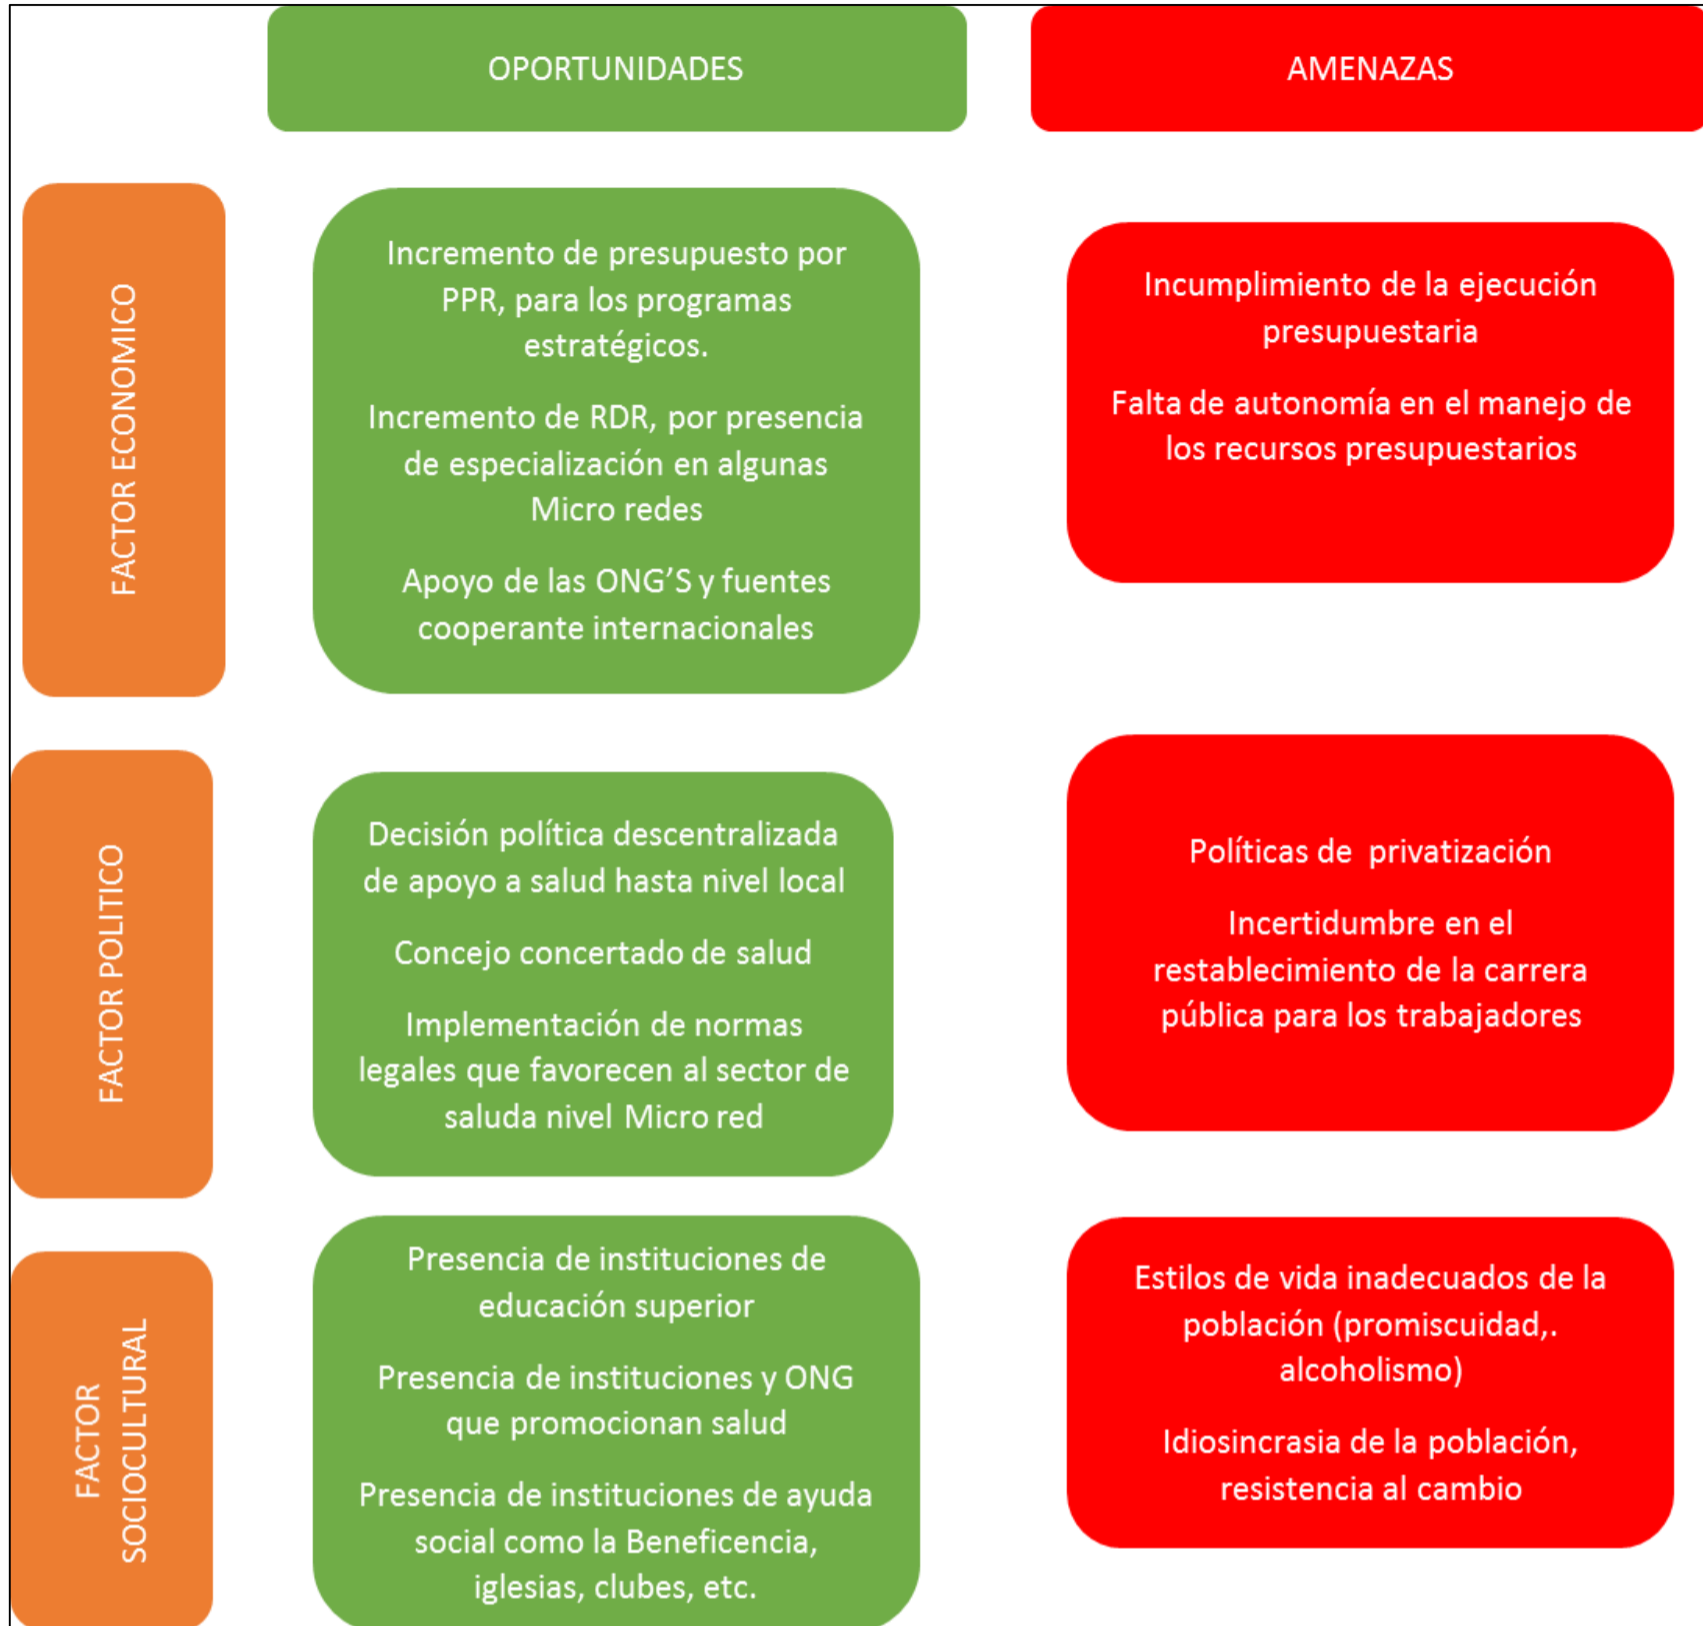 OPORTUNIDADES
AMENAZAS
FACTOR ECONOMICO
Incremento de presupuesto por
PPR, para los programas
estratégicos.
Incremento de RDR, por presencia
de especialización en algunas
Micro redes
Apoyo de las ONG'S y fuentes
cooperante internacionales
Incumplimiento de la ejecución
presupuestaria
Falta de autonomía en el manejo de
los recursos presupuestarios
FACTOR POLITICO
Decisión política descentralizada
de apoyo a salud hasta nivel local
Concejo concertado de salud
Implementación de normas
legales que favorecen al sector de
saluda nivel Micro red
Políticas de privatización
Incertidumbre en el
restablecimiento de la carrera
pública para los trabajadores
FACTOR
SOCIOCULTURAL
Presencia de instituciones de
educación superior
Presencia de instituciones y ONG
que promocionan salud
Presencia de instituciones de ayuda
social como la Beneficencia,
iglesias, clubes, etc.
Estilos de vida inadecuados de la
población (promiscuidad,.
alcoholismo)
Idiosincrasia de la población,
resistencia al cambio